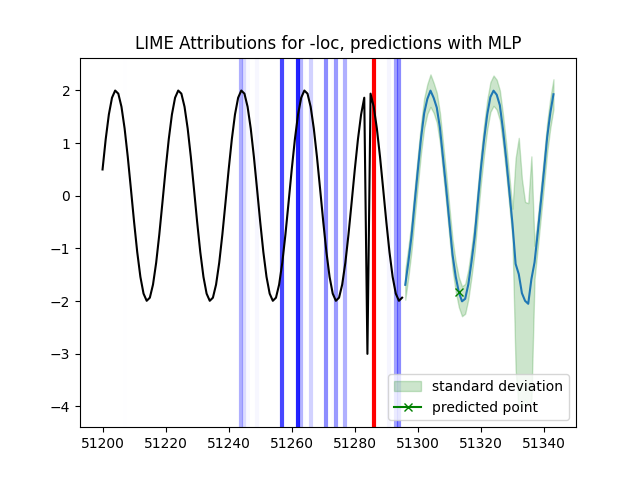 LIME Attributions for -loc, predictions with MLP
2
1
0
−1
−2
−3
−4
standard deviation
predicted point
51200 51220 51240 51260 51280 51300 51320 51340